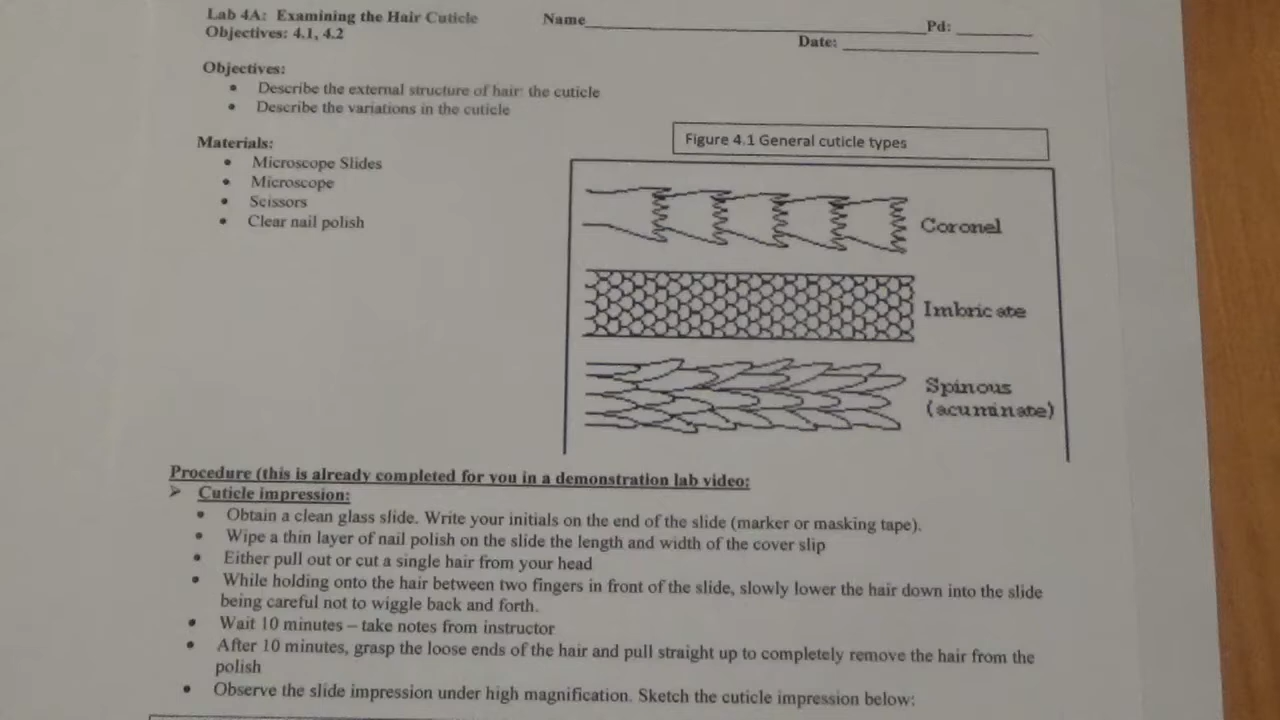 Lab 4A: Examining the Hair Cuticle
Name____________ Pd: ______
Objectives: 4.1, 4.2
Date: ____________
Objectives:
• Describe the external structure of hair: the cuticle
• Describe the variations in the cuticle
Materials:
• Microscope Slides
• Microscope
• Scissors
• Clear nail polish
Figure 4.1 General cuticle types
Coronel
Imbricate
Spinous
(acuminate)
Procedure (this is already completed for you in a demonstration lab video:
➢ Cuticle impression:
• Obtain a clean glass slide. Write your initials on the end of the slide (marker or masking tape).
• Wipe a thin layer of nail polish on the slide the length and width of the cover slip
• Either pull out or cut a single hair from your head
• While holding onto the hair between two fingers in front of the slide, slowly lower the hair down into the slide
being careful not to wiggle back and forth.
• Wait 10 minutes – take notes from instructor
• After 10 minutes, grasp the loose ends of the hair and pull straight up to completely remove the hair from the
polish
• Observe the slide impression under high magnification. Sketch the cuticle impression below: